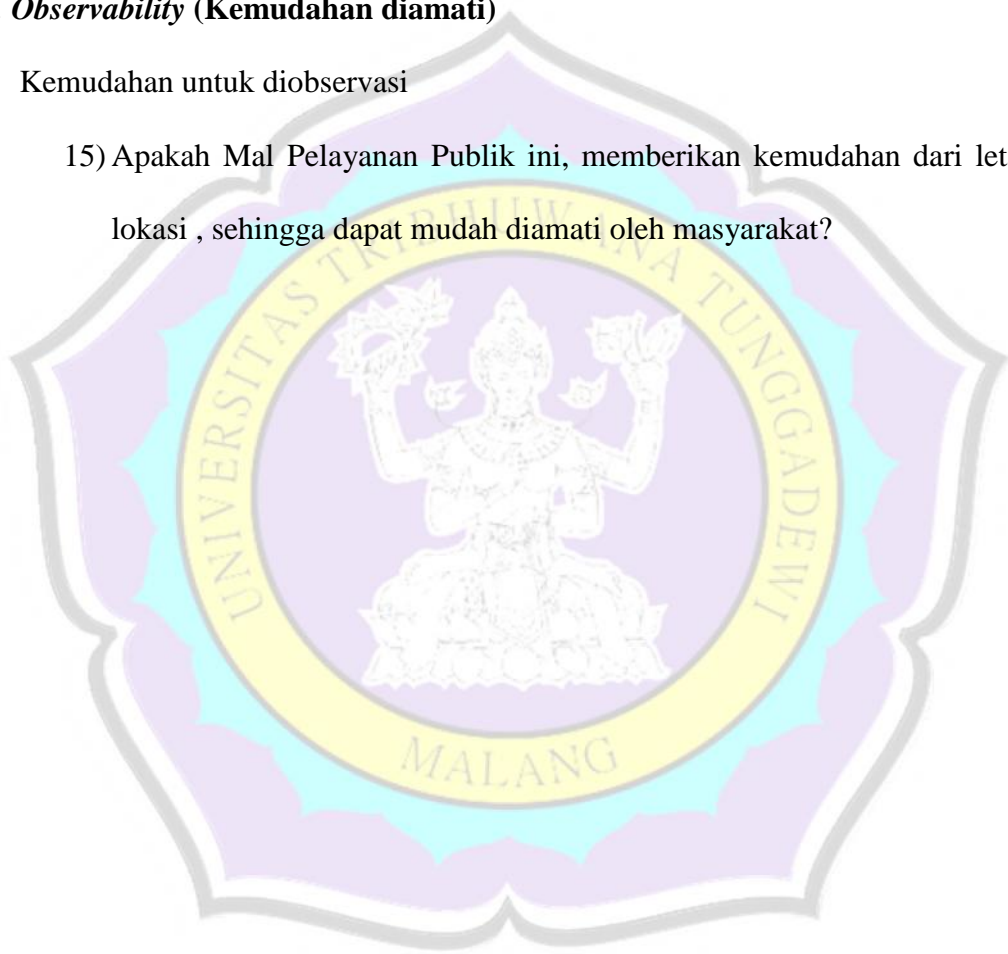 Observability (Kemudahan diamati)
Kemudahan untuk diobservasi
15) Apakah Mal Pelayanan Publik ini, memberikan kemudahan dari let
lokasi , sehingga dapat mudah diamati oleh masyarakat?
UNIVERSITAS TRIBHUWANA TUNGGADEWI
MALANG